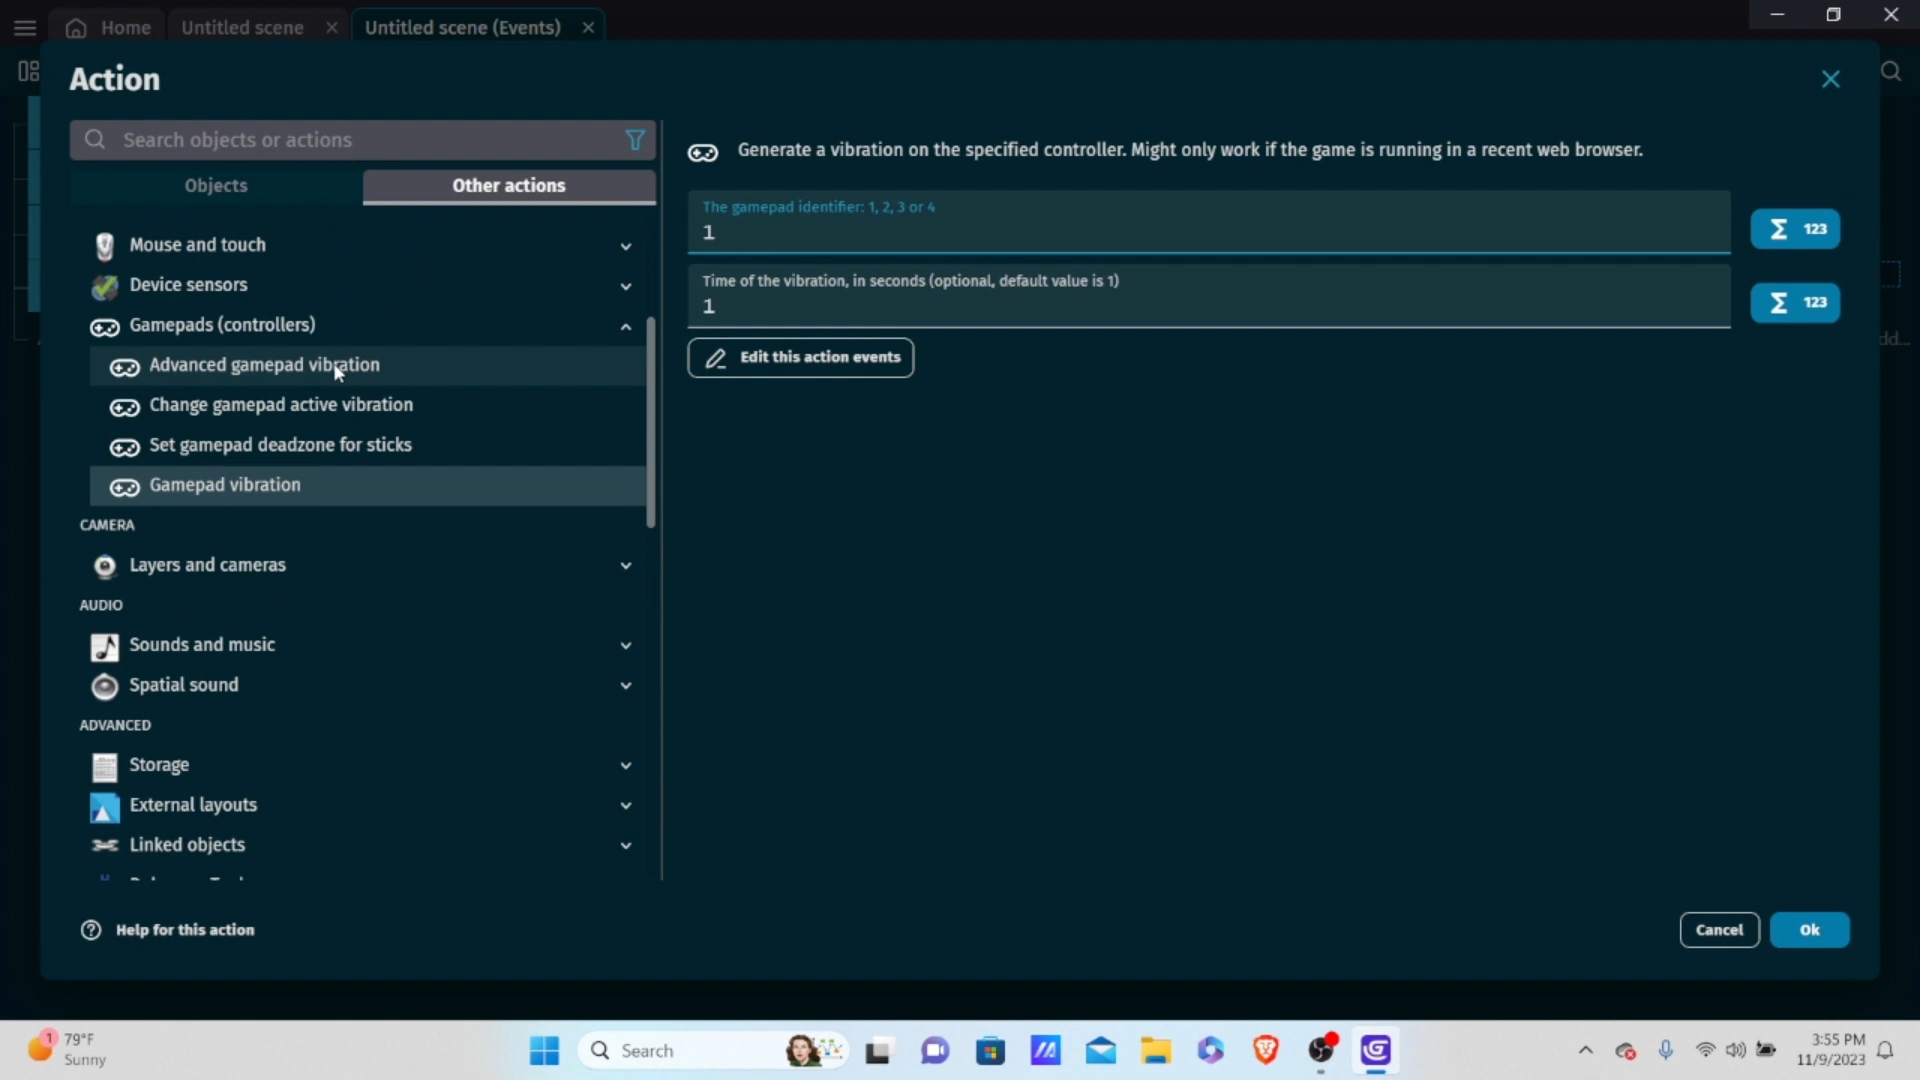 Home
Untitled scene
Untitled scene (Events)
Action
Search objects or actions
Objects
Other actions
Mouse and touch
Device sensors
Gamepads (controllers)
Advanced gamepad vibration
Change gamepad active vibration
Set gamepad deadzone for sticks
Gamepad vibration
CAMERA
Layers and cameras
AUDIO
Sounds and music
Spatial sound
ADVANCED
Storage
External layouts
Linked objects
Generate a vibration on the specified controller. Might only work if the game is running in a recent web browser.
The gamepad identifier: 1, 2, 3 or 4
1
Σ 123
Time of the vibration, in seconds (optional, default value is 1)
1
Σ 123
Edit this action events
dd...
Help for this action
Cancel
Ok
1
79°F
Sunny
Search
3:55 PM
11/9/2023